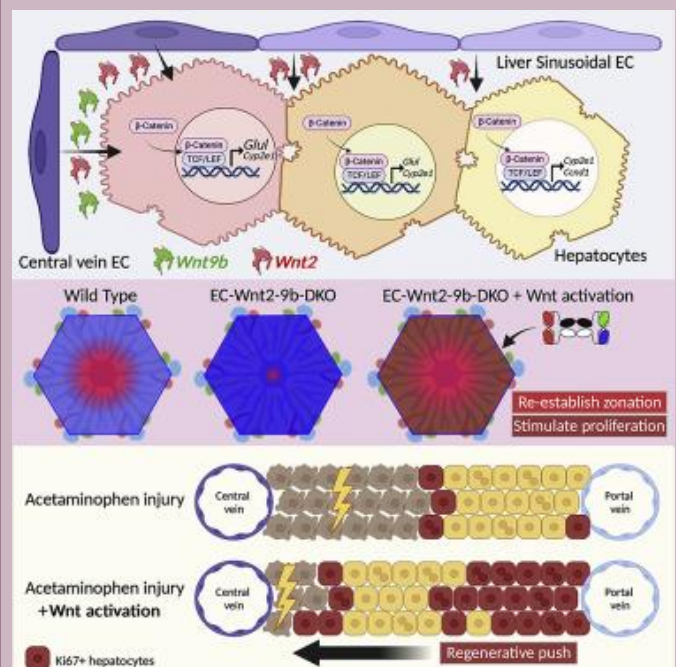 Liver Sinusoidal EC
β-Catenin
β-Catenin
TCF/LEF
Glul
Cyp2e1
β-Catenin
β-Catenin
TCF/LEF
Glul
Cyp2e1
β-Catenin
β-Catenin
TCF/LEF
Cyp2e1
Ccnd1
Central vein EC
Wnt9b
Wnt2
Hepatocytes
Wild Type
EC-Wnt2-9b-DKO
EC-Wnt2-9b-DKO + Wnt activation
Re-establish zonation
Stimulate proliferation
Acetaminophen injury
Central
vein
Portal
vein
Acetaminophen injury
+Wnt activation
Central
vein
Portal
vein
Ki67+ hepatocytes
Regenerative push